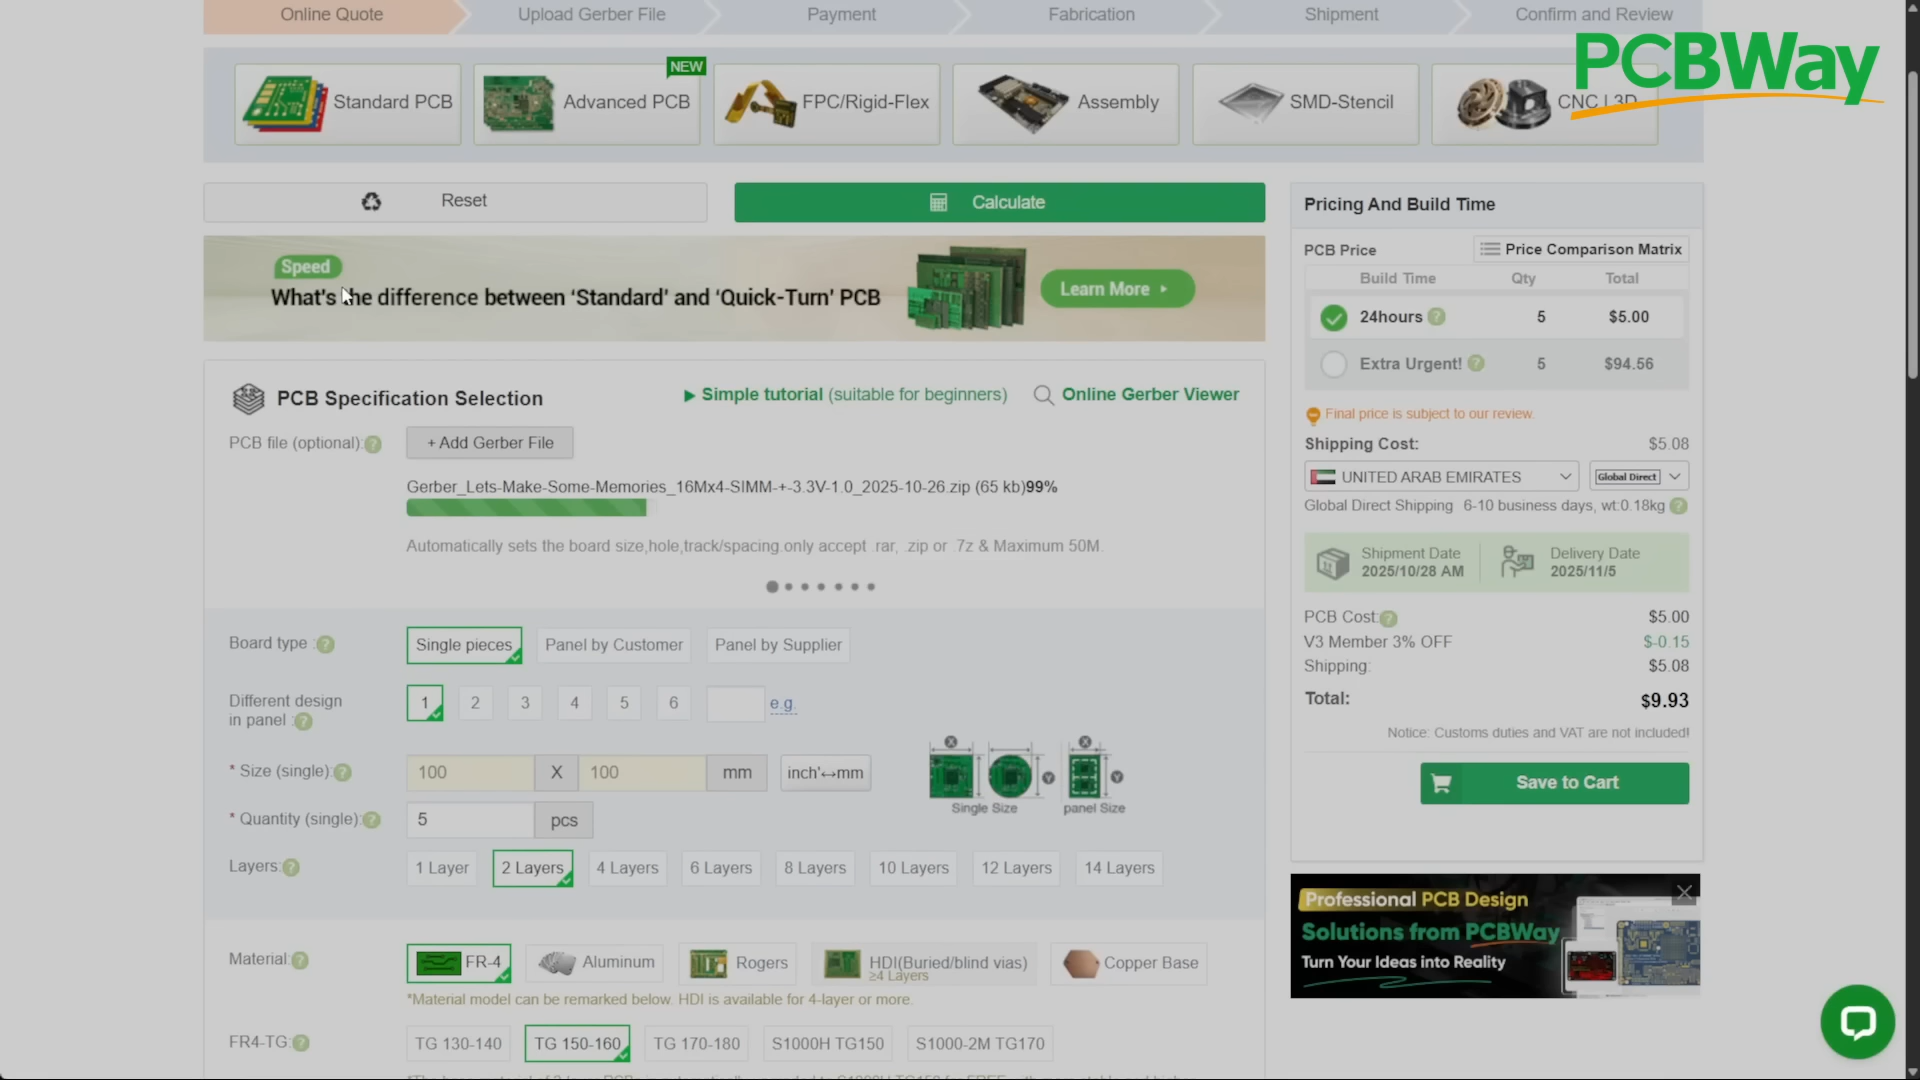 Online Quote
Upload Gerber File
Payment
Fabrication
Shipment
Confirm and Review
PCBWay
Standard PCB
NEW
Advanced PCB
FPC/Rigid-Flex
Assembly
SMD-Stencil
CNC | 3D
Reset
Calculate
Speed
What's the difference between ‘Standard’ and ‘Quick-Turn’ PCB
Learn More
PCB Specification Selection
Simple tutorial (suitable for beginners)
Online Gerber Viewer
PCB file (optional):
+ Add Gerber File
Gerber_Lets-Make-Some-Memories_16Mx4-SIMM-+-3.3V-1.0_2025-10-26.zip (65 kb)99%
Automatically sets the board size,hole,track/spacing.only accept .rar, .zip or .7z & Maximum 50M.
Board type :
Single pieces
Panel by Customer
Panel by Supplier
Different design
in panel :
1
2
3
4
5
6
e.g.
* Size (single):
100
X
100
mm
inch'↔mm
X
X
Y
Y
Single Size
panel Size
* Quantity (single):
5
pcs
Layers:
1 Layer
2 Layers
4 Layers
6 Layers
8 Layers
10 Layers
12 Layers
14 Layers
Material:
FR-4
Aluminum
Rogers
HDI(Buried/blind vias)
≥4 Layers
Copper Base
*Material model can be remarked below. HDI is available for 4-layer or more.
FR4-TG:
TG 130-140
TG 150-160
TG 170-180
S1000H TG150
S1000-2M TG170
Pricing And Build Time
PCB Price
Price Comparison Matrix
Build Time
Qty
Total
24hours
5
$5.00
Extra Urgent!
5
$94.56
Final price is subject to our review.
Shipping Cost:
$5.08
UNITED ARAB EMIRATES
Global Direct
Global Direct Shipping
6-10 business days, wt:0.18kg
Shipment Date
2025/10/28 AM
Delivery Date
2025/11/5
PCB Cost:
$5.00
V3 Member 3% OFF
$-0.15
Shipping:
$5.08
Total:
$9.93
Notice: Customs duties and VAT are not included!
Save to Cart
Professional PCB Design
Solutions from PCBWay
Turn Your Ideas into Reality